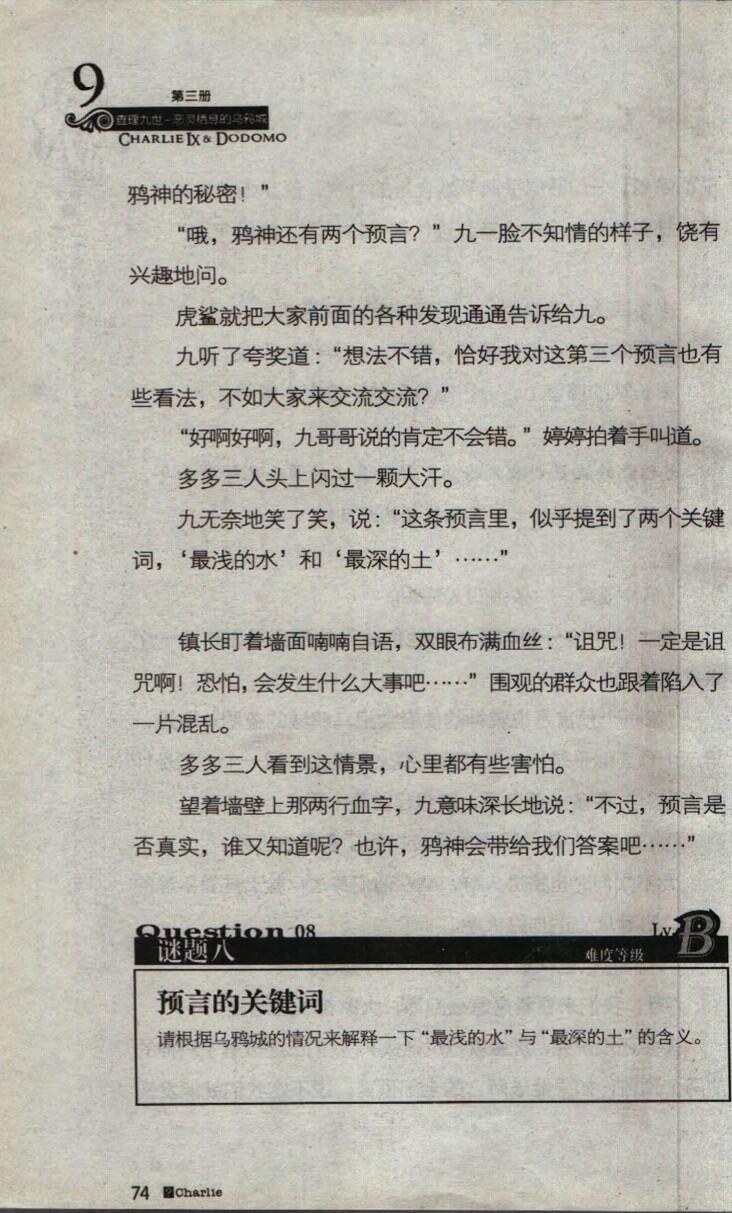 9
第三册
查理九世-恶灵栖息的乌鸦城
CHARLIE IX & DODOMO
鸦神的秘密！”
“哦，鸦神还有两个预言？”九一脸不知情的样子，饶有
兴趣地问。
虎鲨就把大家前面的各种发现通通告诉给九。
九听了夸奖道：“想法不错，恰好我对这第三个预言也有
些看法，不如大家来交流交流？”
“好啊好啊，九哥哥说的肯定不会错。”婷婷拍着手叫道。
多多三人头上闪过一颗大汗。
九无奈地笑了笑，说：“这条预言里，似乎提到了两个关键
词，‘最浅的水’和‘最深的土’……”
镇长盯着墙面喃喃自语，双眼布满血丝：“诅咒！一定是诅
咒啊！恐怕，会发生什么大事吧……”围观的群众也跟着陷入了
一片混乱。
多多三人看到这情景，心里都有些害怕。
望着墙壁上那两行血字，九意味深长地说：“不过，预言是
否真实，谁又知道呢？也许，鸦神会带给我们答案吧……”
Question 08
Lv.B
谜题八
难度等级
预言的关键词
请根据乌鸦城的情况来解释一下“最浅的水”与“最深的土”的含义。
74 Charlie